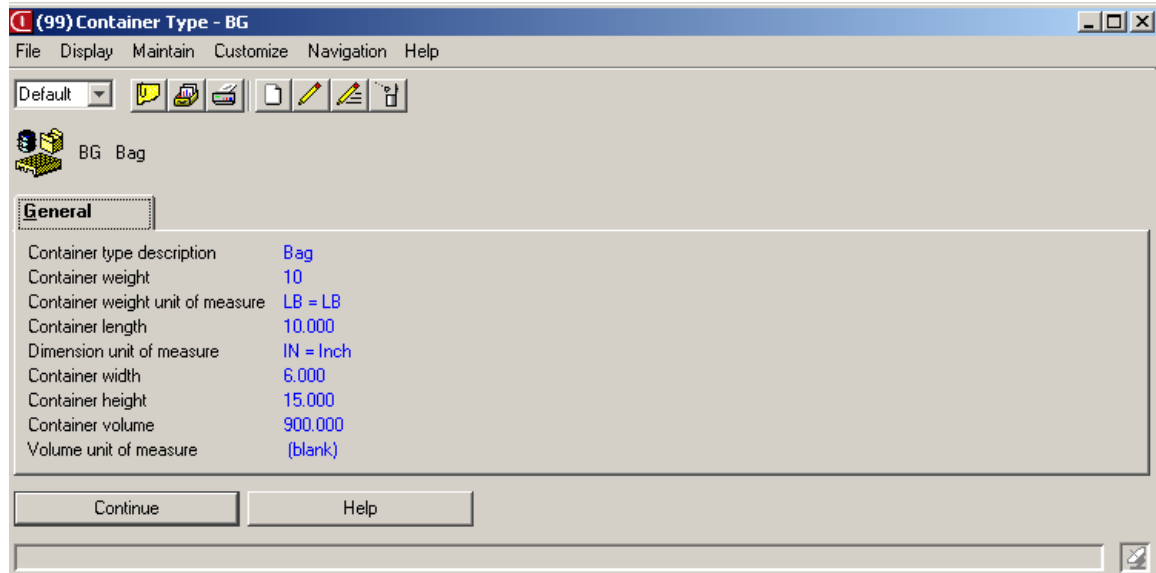 (99) Container Type - BG
File Display Maintain Customize Navigation Help
Default
BG Bag
General
Container type description Bag
Container weight 10
Container weight unit of measure LB = LB
Container length 10.000
Dimension unit of measure IN = Inch
Container width 6.000
Container height 15.000
Container volume 900.000
Volume unit of measure (blank)
Continue Help